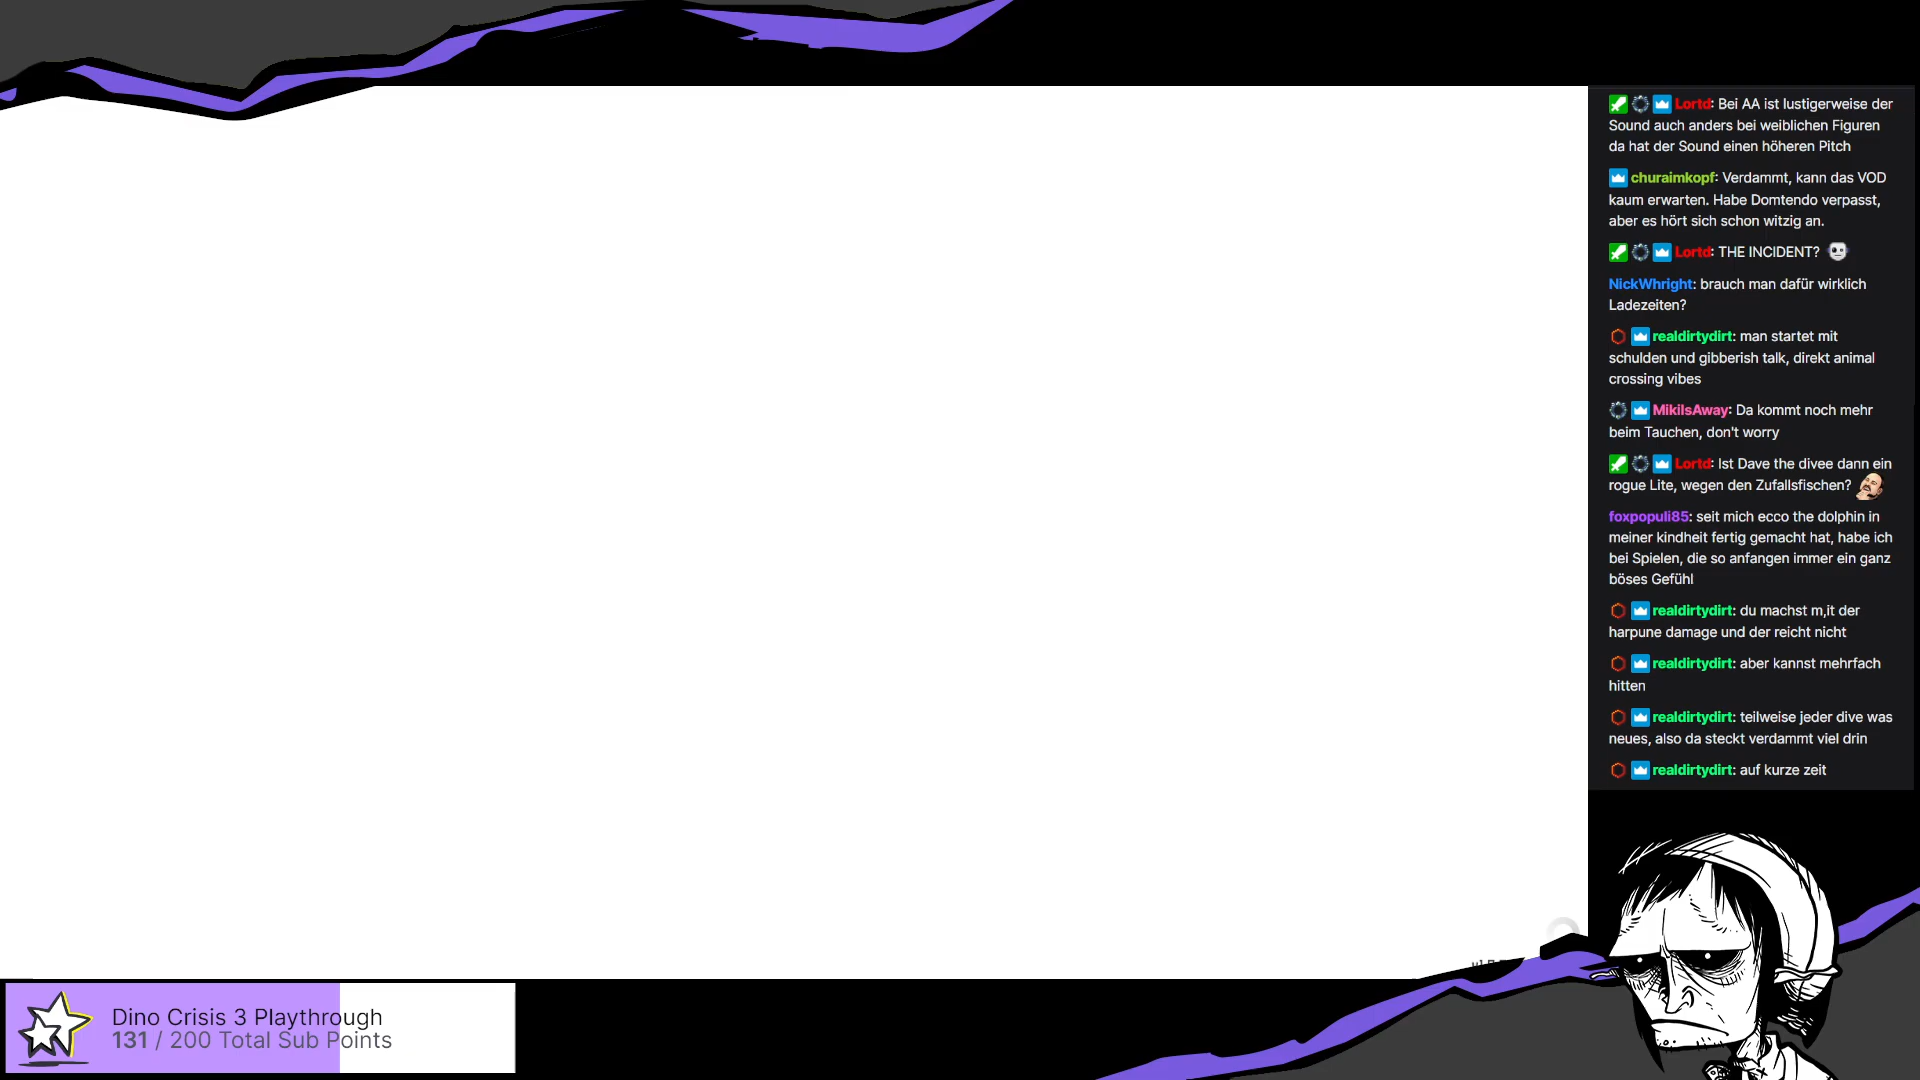 Lortd: Bei AA ist lustigerweise der
Sound auch anders bei weiblichen Figuren
da hat der Sound einen höheren Pitch
churaimkopf: Verdammt, kann das VOD
kaum erwarten. Habe Domtendo verpasst,
aber es hört sich schon witzig an.
Lortd: THE INCIDENT?
NickWhright: brauch man dafür wirklich
Ladezeiten?
realdirtydirt: man startet mit
schulden und gibberish talk, direkt animal
crossing vibes
MikiIsAway: Da kommt noch mehr
beim Tauchen, don't worry
Lortd: Ist Dave the divee dann ein
rogue Lite, wegen den Zufallsfischen?
foxpopuli85: seit mich ecco the dolphin in
meiner kindheit fertig gemacht hat, habe ich
bei Spielen, die so anfangen immer ein ganz
böses Gefühl
realdirtydirt: du machst m,it der
harpune damage und der reicht nicht
realdirtydirt: aber kannst mehrfach
hitten
realdirtydirt: teilweise jeder dive was
neues, also da steckt verdammt viel drin
realdirtydirt: auf kurze zeit
Dino Crisis 3 Playthrough
131 / 200 Total Sub Points